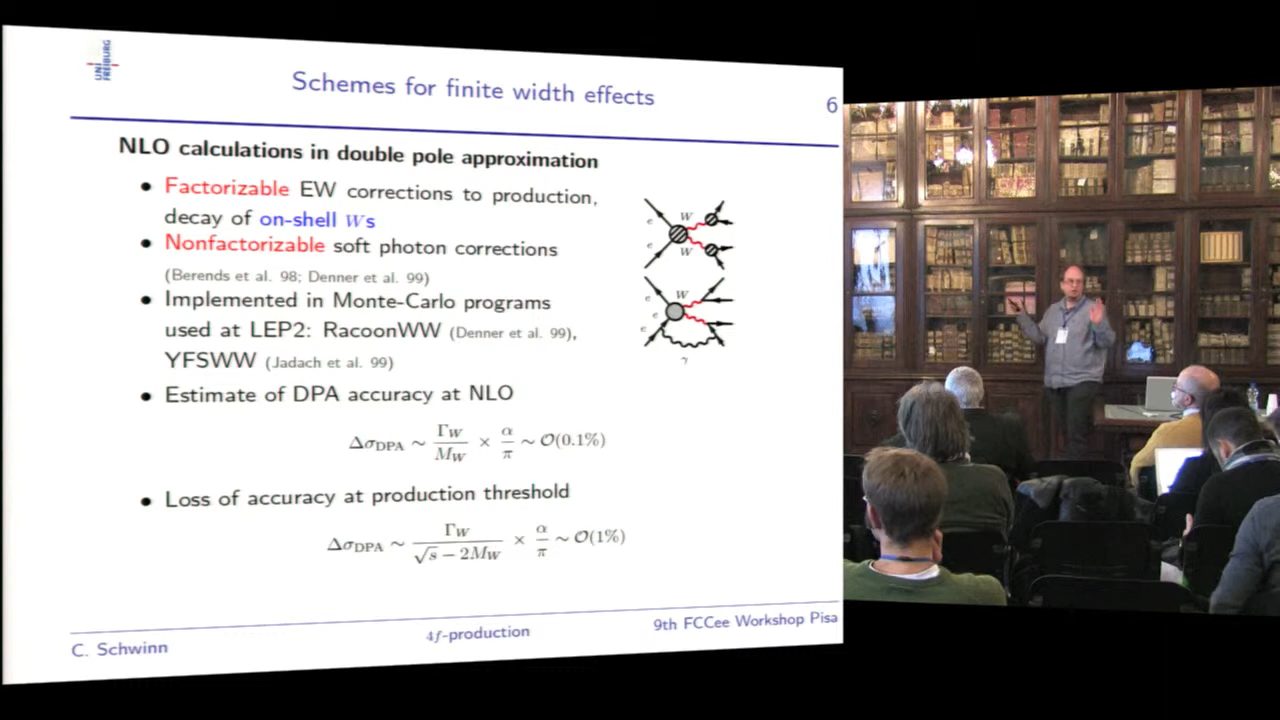 UNI
FREIBURG
Schemes for finite width effects
6
NLO calculations in double pole approximation
• Factorizable EW corrections to production,
decay of on-shell Ws
• Nonfactorizable soft photon corrections
(Berends et al. 98; Denner et al. 99)
• Implemented in Monte-Carlo programs
used at LEP2: RacoonWW (Denner et al. 99),
YFSWW (Jadach et al. 99)
e
e
W
W
e
e
e
W
γ
• Estimate of DPA accuracy at NLO
Δσ_DPA ∼ Γ_W / M_W × α / π ∼ O(0.1%)
• Loss of accuracy at production threshold
Δσ_DPA ∼ Γ_W / (√s − 2M_W) × α / π ∼ O(1%)
C. Schwinn
4f-production
9th FCCee Workshop Pisa